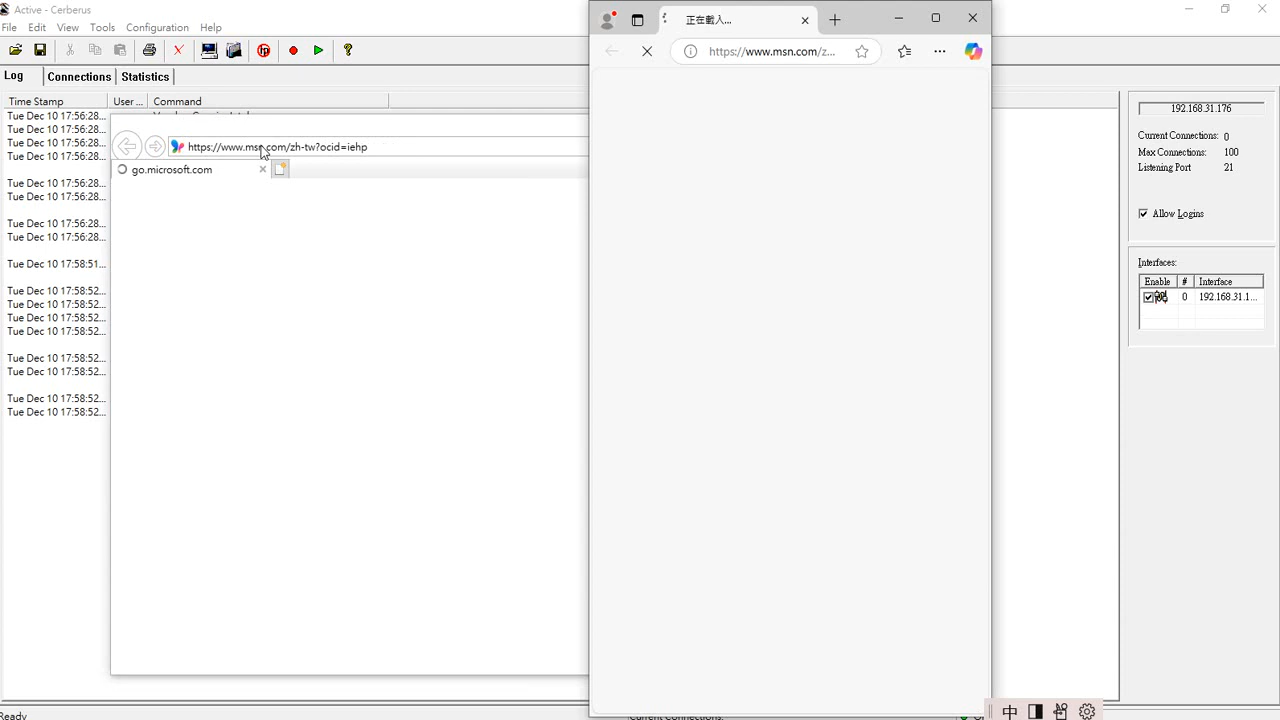 Active - Cerberus
File Edit View Tools Configuration Help
Log Connections Statistics
Time Stamp User ... Command
Tue Dec 10 17:56:28...
Tue Dec 10 17:56:28...
Tue Dec 10 17:56:28...
Tue Dec 10 17:56:28...
Tue Dec 10 17:56:28...
Tue Dec 10 17:56:28...
Tue Dec 10 17:56:28...
Tue Dec 10 17:56:28...
Tue Dec 10 17:58:51...
Tue Dec 10 17:58:52...
Tue Dec 10 17:58:52...
Tue Dec 10 17:58:52...
Tue Dec 10 17:58:52...
Tue Dec 10 17:58:52...
Tue Dec 10 17:58:52...
Tue Dec 10 17:58:52...
https://www.msn.com/zh-tw?ocid=iehp
go.microsoft.com
正在載入...
https://www.msn.com/z...
192.168.31.176
Current Connections: 0
Max Connections: 100
Listening Port 21
Allow Logins
Interfaces:
Enable # Interface
0 192.168.31.1...
Ready
Current Connections:
中